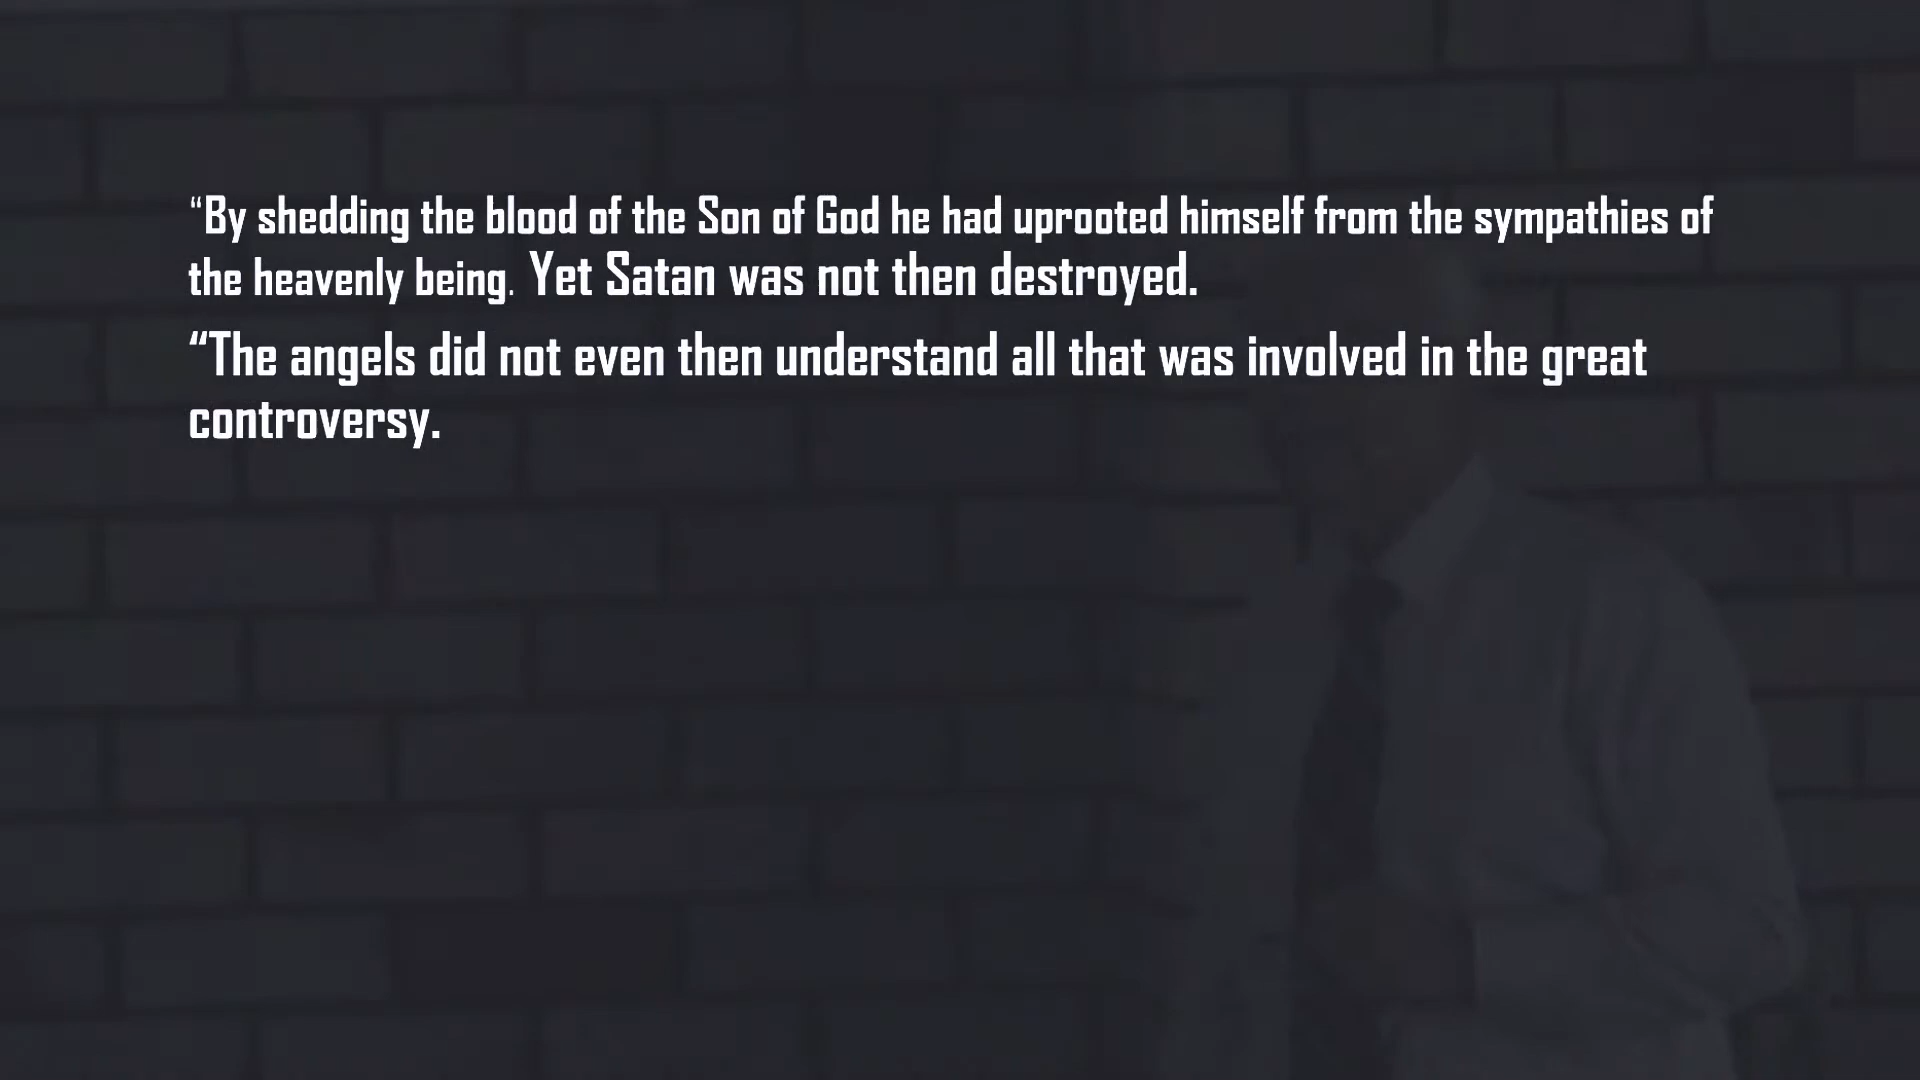 “By shedding the blood of the Son of God he had uprooted himself from the sympathies of
the heavenly being. Yet Satan was not then destroyed.
“The angels did not even then understand all that was involved in the great
controversy.